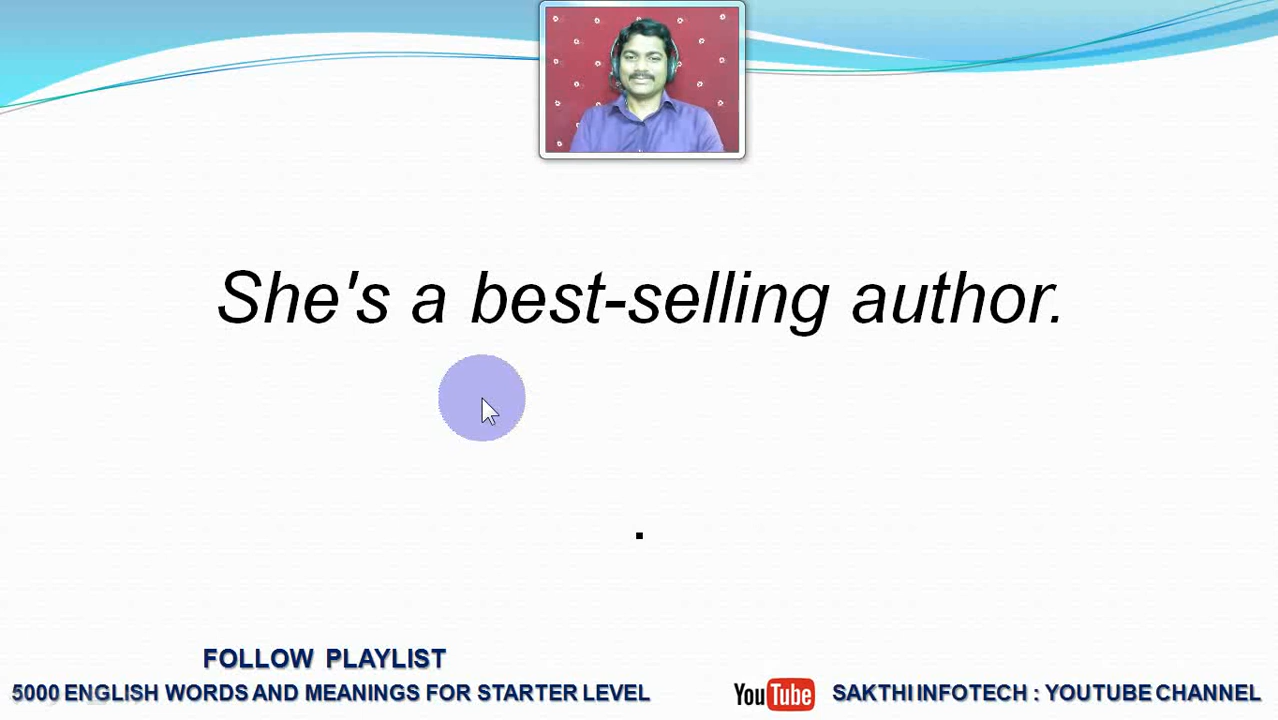 She's a best-selling author.
.
FOLLOW PLAYLIST
5000 ENGLISH WORDS AND MEANINGS FOR STARTER LEVEL
YouTube SAKTHI INFOTECH : YOUTUBE CHANNEL